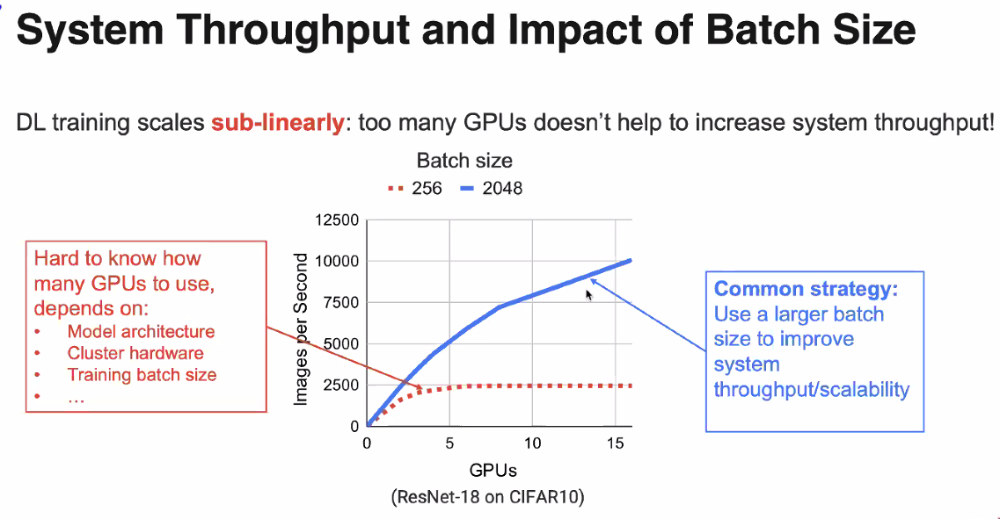 System Throughput and Impact of Batch Size
DL training scales sub-linearly: too many GPUs doesn't help to increase system throughput!
Batch size
256 2048
12500
10000
7500
5000
2500
0
0 5 10 15
Images per Second
GPUs
(ResNet-18 on CIFAR10)
Hard to know how
many GPUs to use,
depends on:
• Model architecture
• Cluster hardware
• Training batch size
• ...
Common strategy:
Use a larger batch
size to improve
system
throughput/scalability